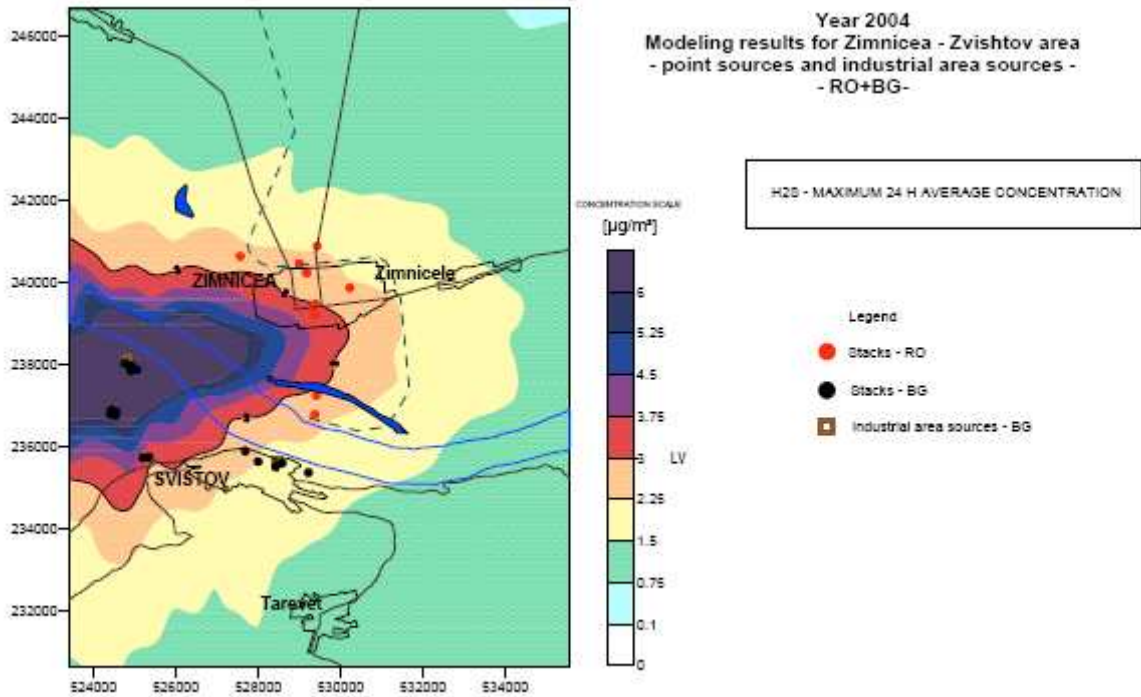 Year 2004
Modeling results for Zimnicea - Zvishtov area
- point sources and industrial area sources -
- RO+BG-
H2S - MAXIMUM 24 H AVERAGE CONCENTRATION
CONCENTRATION SCALE
[µg/m³]
6
5.25
4.5
3.75
3 LV
2.25
1.5
0.75
0.1
0
Legend
Stacks - RO
Stacks - BG
Industrial area sources - BG
246000
244000
242000
240000
238000
236000
234000
232000
524000 526000 528000 530000 532000 534000
ZIMNICEA
Zimnicele
SVISTOV
Tarevet